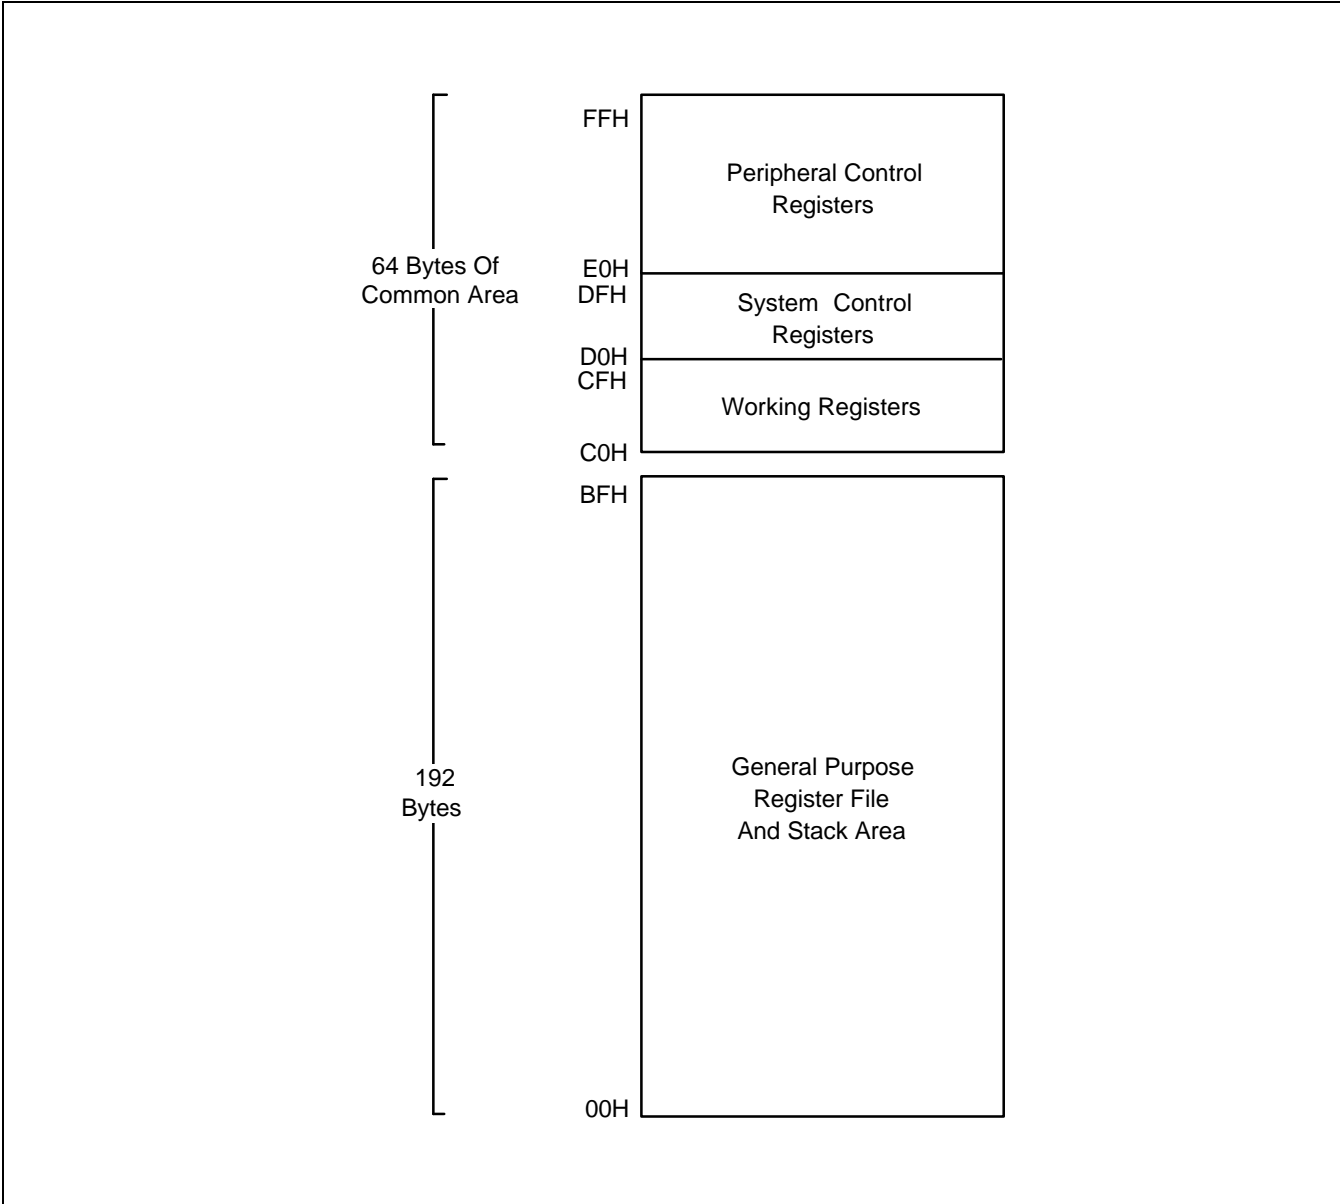 FFH
Peripheral Control
Registers
64 Bytes Of
Common Area
E0H
DFH
System Control
Registers
D0H
CFH
Working Registers
C0H
BFH
192
Bytes
General Purpose
Register File
And Stack Area
00H